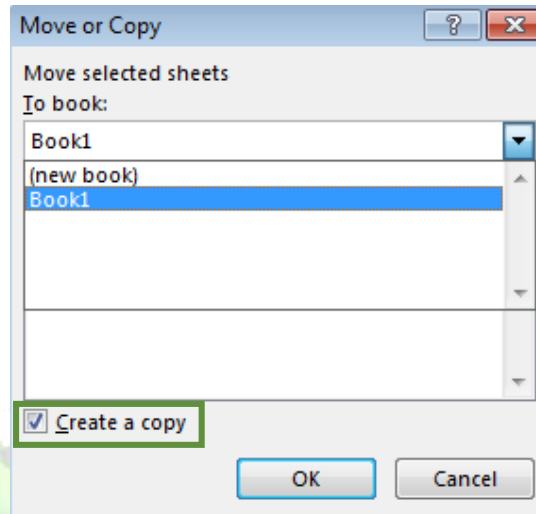 Move or Copy
Move selected sheets
To book:
Book1
(new book)
Book1
Create a copy
OK Cancel